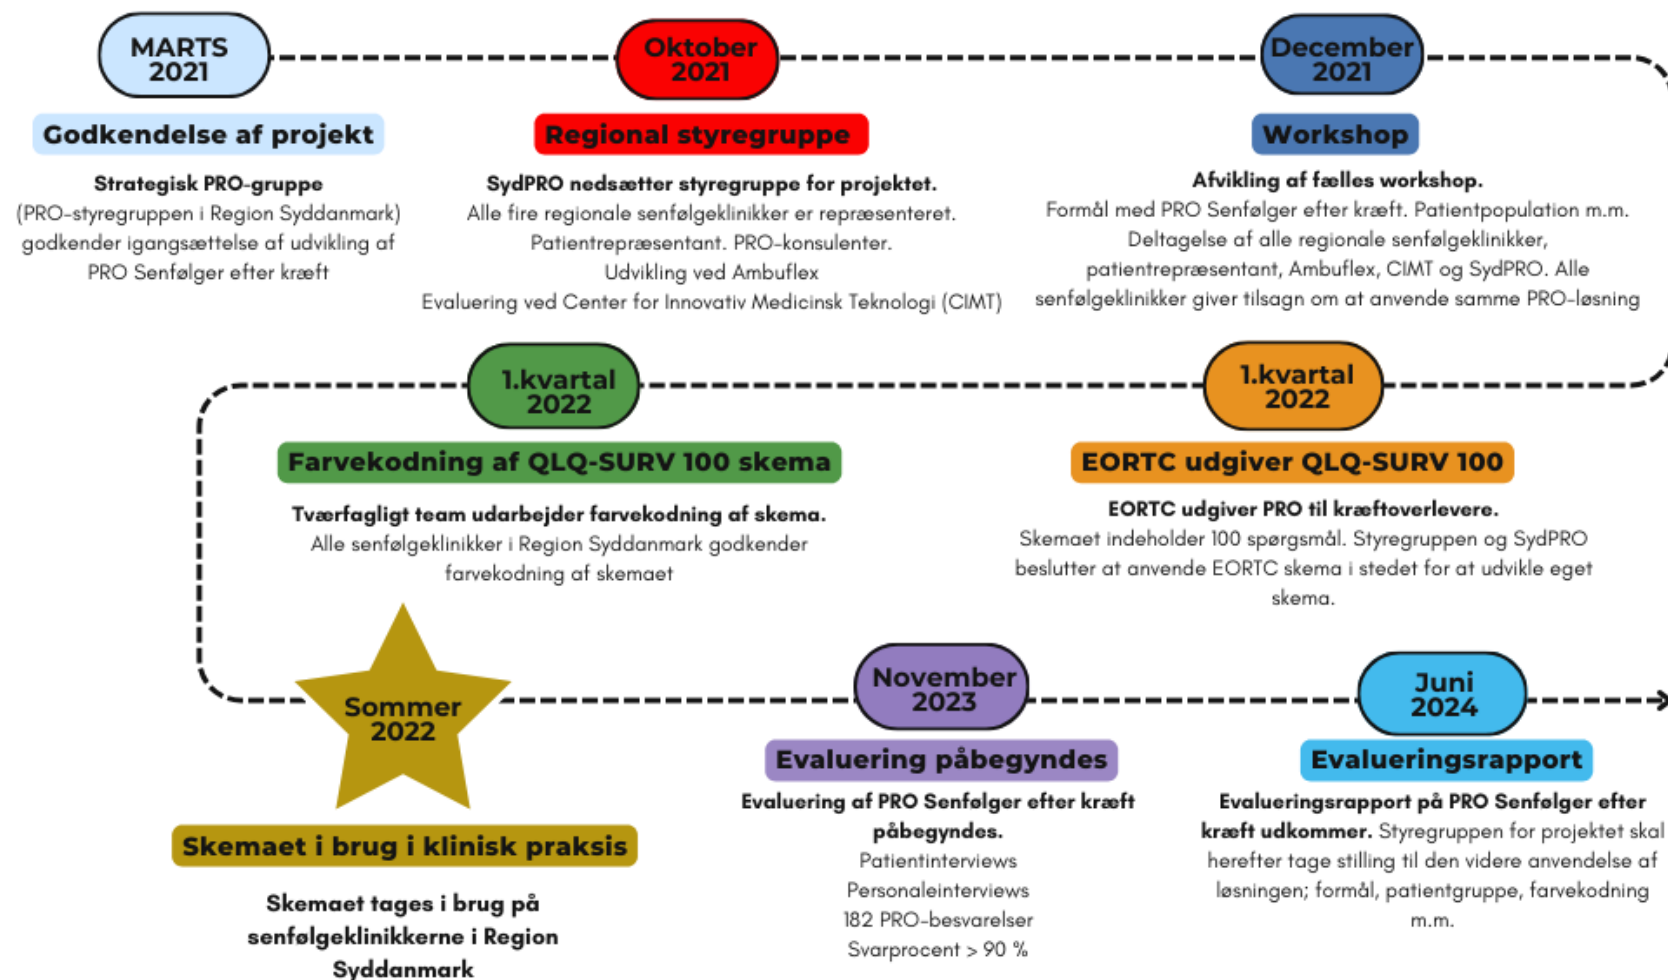 MARTS
2021
Godkendelse af projekt
Strategisk PRO-gruppe
(PRO-styregruppen i Region Syddanmark)
godkender igangsættelse af udvikling af
PRO Senfølger efter kræft
Oktober
2021
Regional styregruppe
SydPRO nedsætter styregruppe for projektet.
Alle fire regionale senfølgeklinikker er repræsenteret.
Patientrepræsentant. PRO-konsulenter.
Udvikling ved Ambuflex
Evaluering ved Center for Innovativ Medicinsk Teknologi (CIMT)
December
2021
Workshop
Afvikling af fælles workshop.
Formål med PRO Senfølger efter kræft. Patientpopulation m.m.
Deltagelse af alle regionale senfølgeklinikker,
patientrepræsentant, Ambuflex, CIMT og SydPRO. Alle
senfølgeklinikker giver tilsagn om at anvende samme PRO-løsning
1.kvartal
2022
EORTC udgiver QLQ-SURV 100
EORTC udgiver PRO til kræftoverlevere.
Skemaet indeholder 100 spørgsmål. Styregruppen og SydPRO
beslutter at anvende EORTC skema i stedet for at udvikle eget
skema.
1.kvartal
2022
Farvekodning af QLQ-SURV 100 skema
Tværfagligt team udarbejder farvekodning af skema.
Alle senfølgeklinikker i Region Syddanmark godkender
farvekodning af skemaet
Sommer
2022
Skemaet i brug i klinisk praksis
Skemaet tages i brug på
senfølgeklinikkerne i Region
Syddanmark
November
2023
Evaluering påbegyndes
Evaluering af PRO Senfølger efter kræft
påbegyndes.
Patientinterviews
Personaleinterviews
182 PRO-besvarelser
Svarprocent > 90 %
Juni
2024
Evalueringsrapport
Evalueringsrapport på PRO Senfølger efter
kræft udkommer. Styregruppen for projektet skal
herefter tage stilling til den videre anvendelse af
løsningen; formål, patientgruppe, farvekodning
m.m.